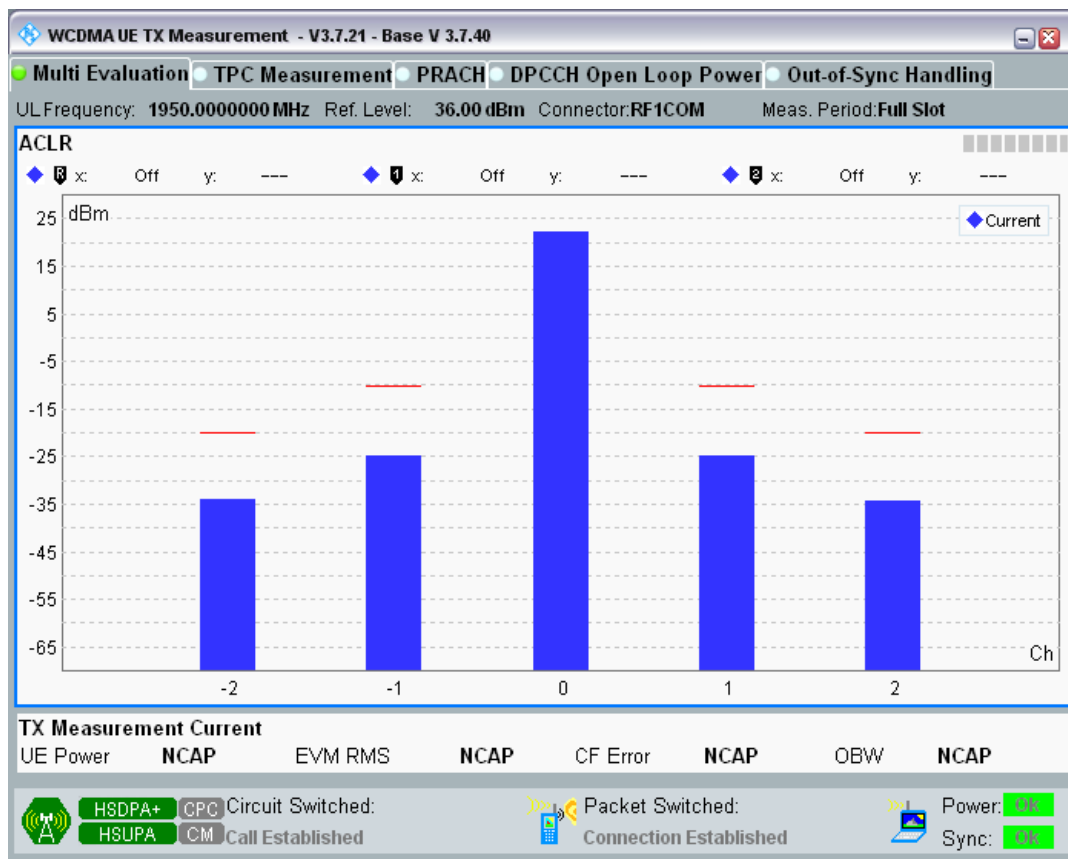 WCDMA UE TX Measurement - V3.7.21 - Base V 3.7.40
Multi Evaluation TPC Measurement PRACH DPCCH Open Loop Power Out-of-Sync Handling
UL Frequency: 1950.0000000 MHz Ref. Level: 36.00 dBm Connector:RF1COM Meas. Period:Full Slot
ACLR
R x: Off y: --- 1 x: Off y: --- 2 x: Off y: ---
dBm
Current
25
15
5
-5
-15
-25
-35
-45
-55
-65
Ch
-2 -1 0 1 2
TX Measurement Current
UE Power NCAP EVM RMS NCAP CF Error NCAP OBW NCAP
HSDPA+ CPC Circuit Switched: Packet Switched: Power: OK
HSUPA CM Call Established Connection Established Sync: OK